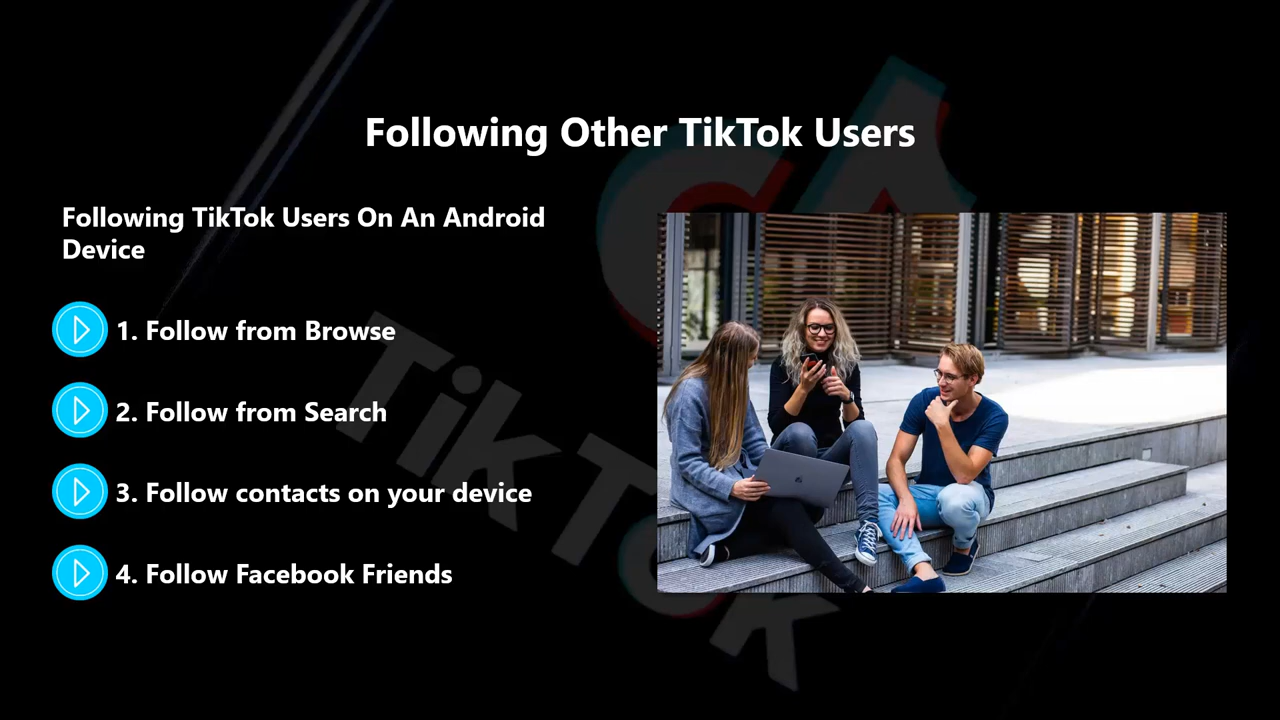 Following Other TikTok Users
Following TikTok Users On An Android
Device
1. Follow from Browse
2. Follow from Search
3. Follow contacts on your device
4. Follow Facebook Friends
TikTok